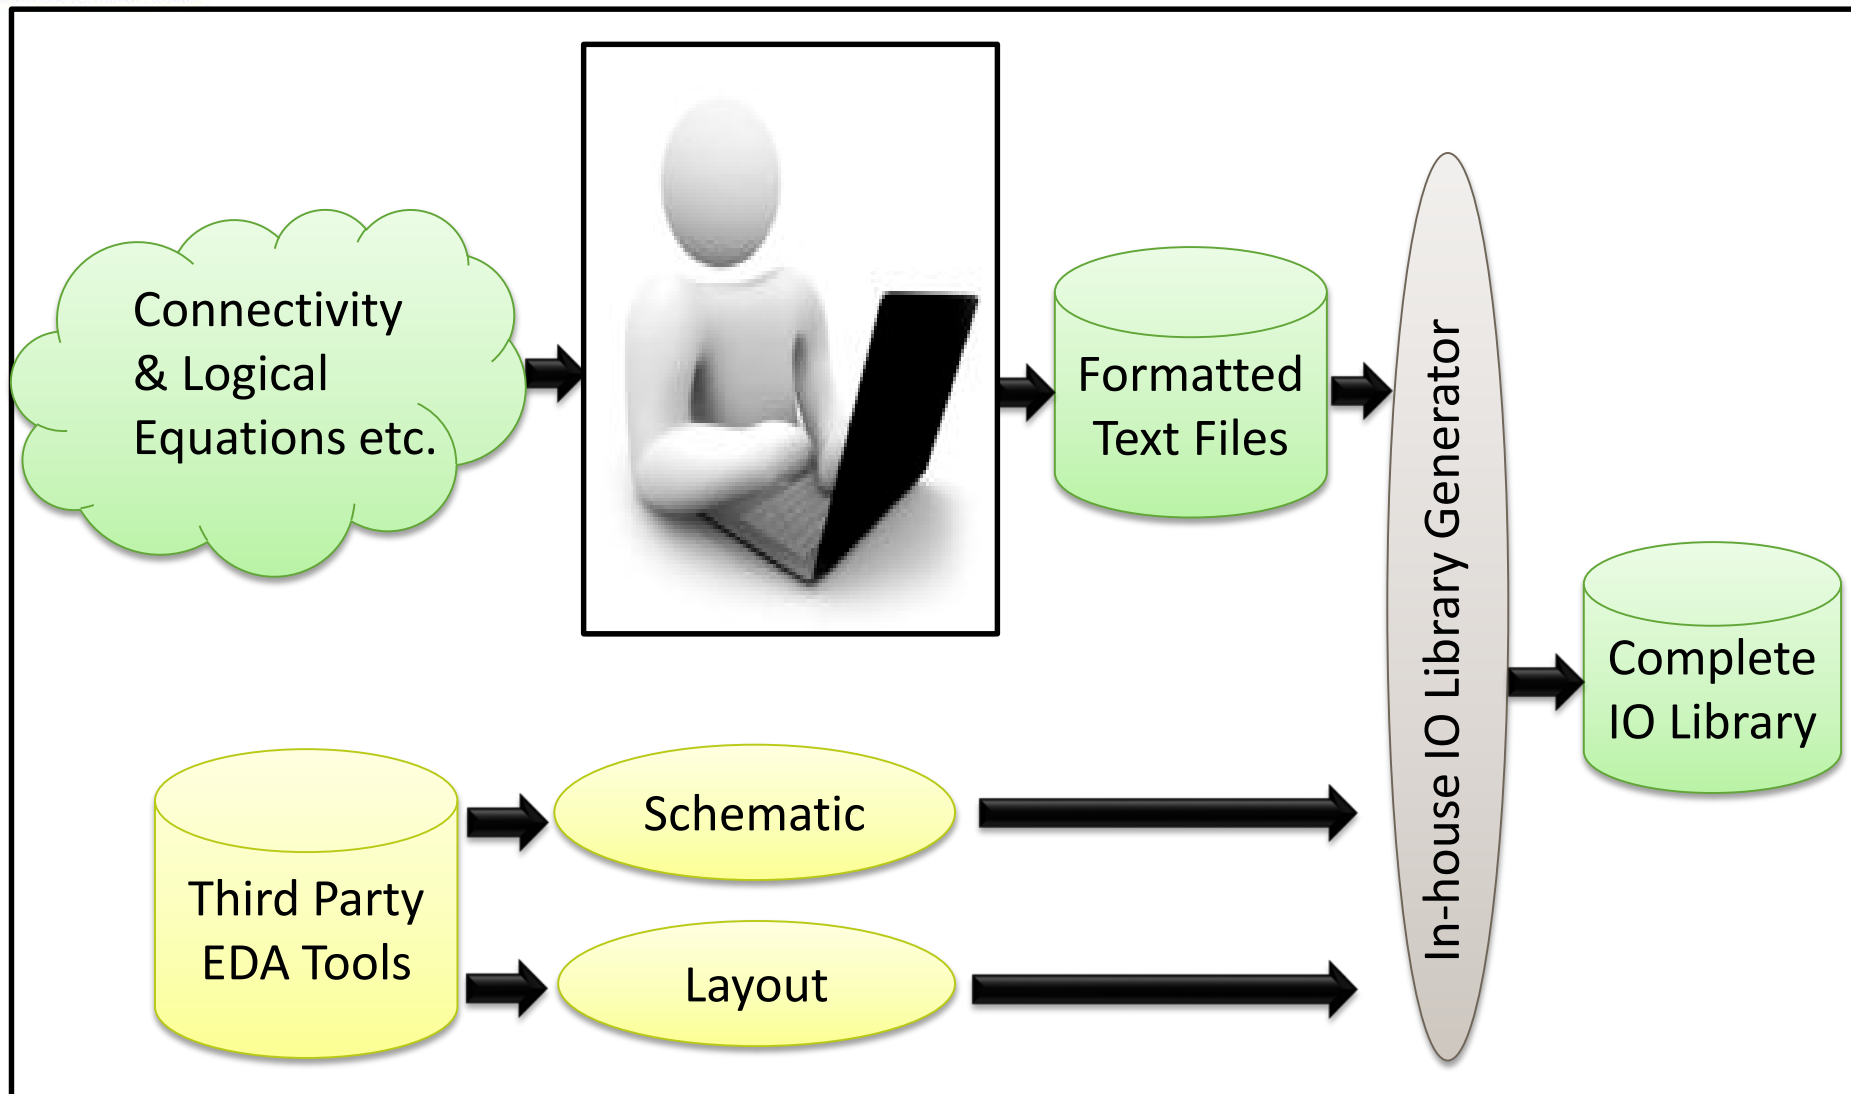 Connectivity
& Logical
Equations etc.
Formatted
Text Files
In-house IO Library Generator
Complete
IO Library
Third Party
EDA Tools
Schematic
Layout